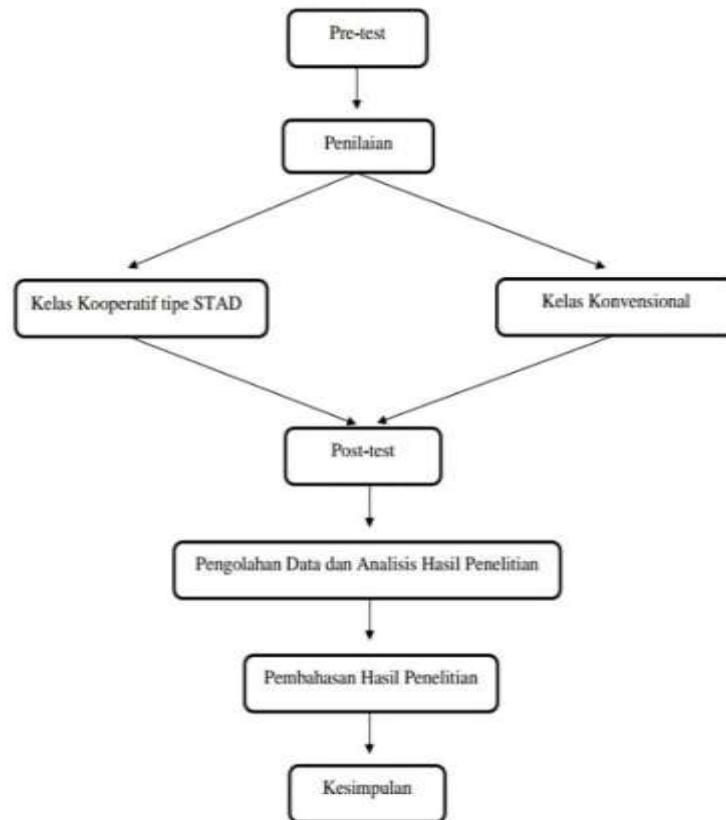 Pre-test
Penilaian
Kelas Kooperatif tipe STAD
Kelas Konvensional
Post-test
Pengolahan Data dan Analisis Hasil Penelitian
Pembahasan Hasil Penelitian
Kesimpulan